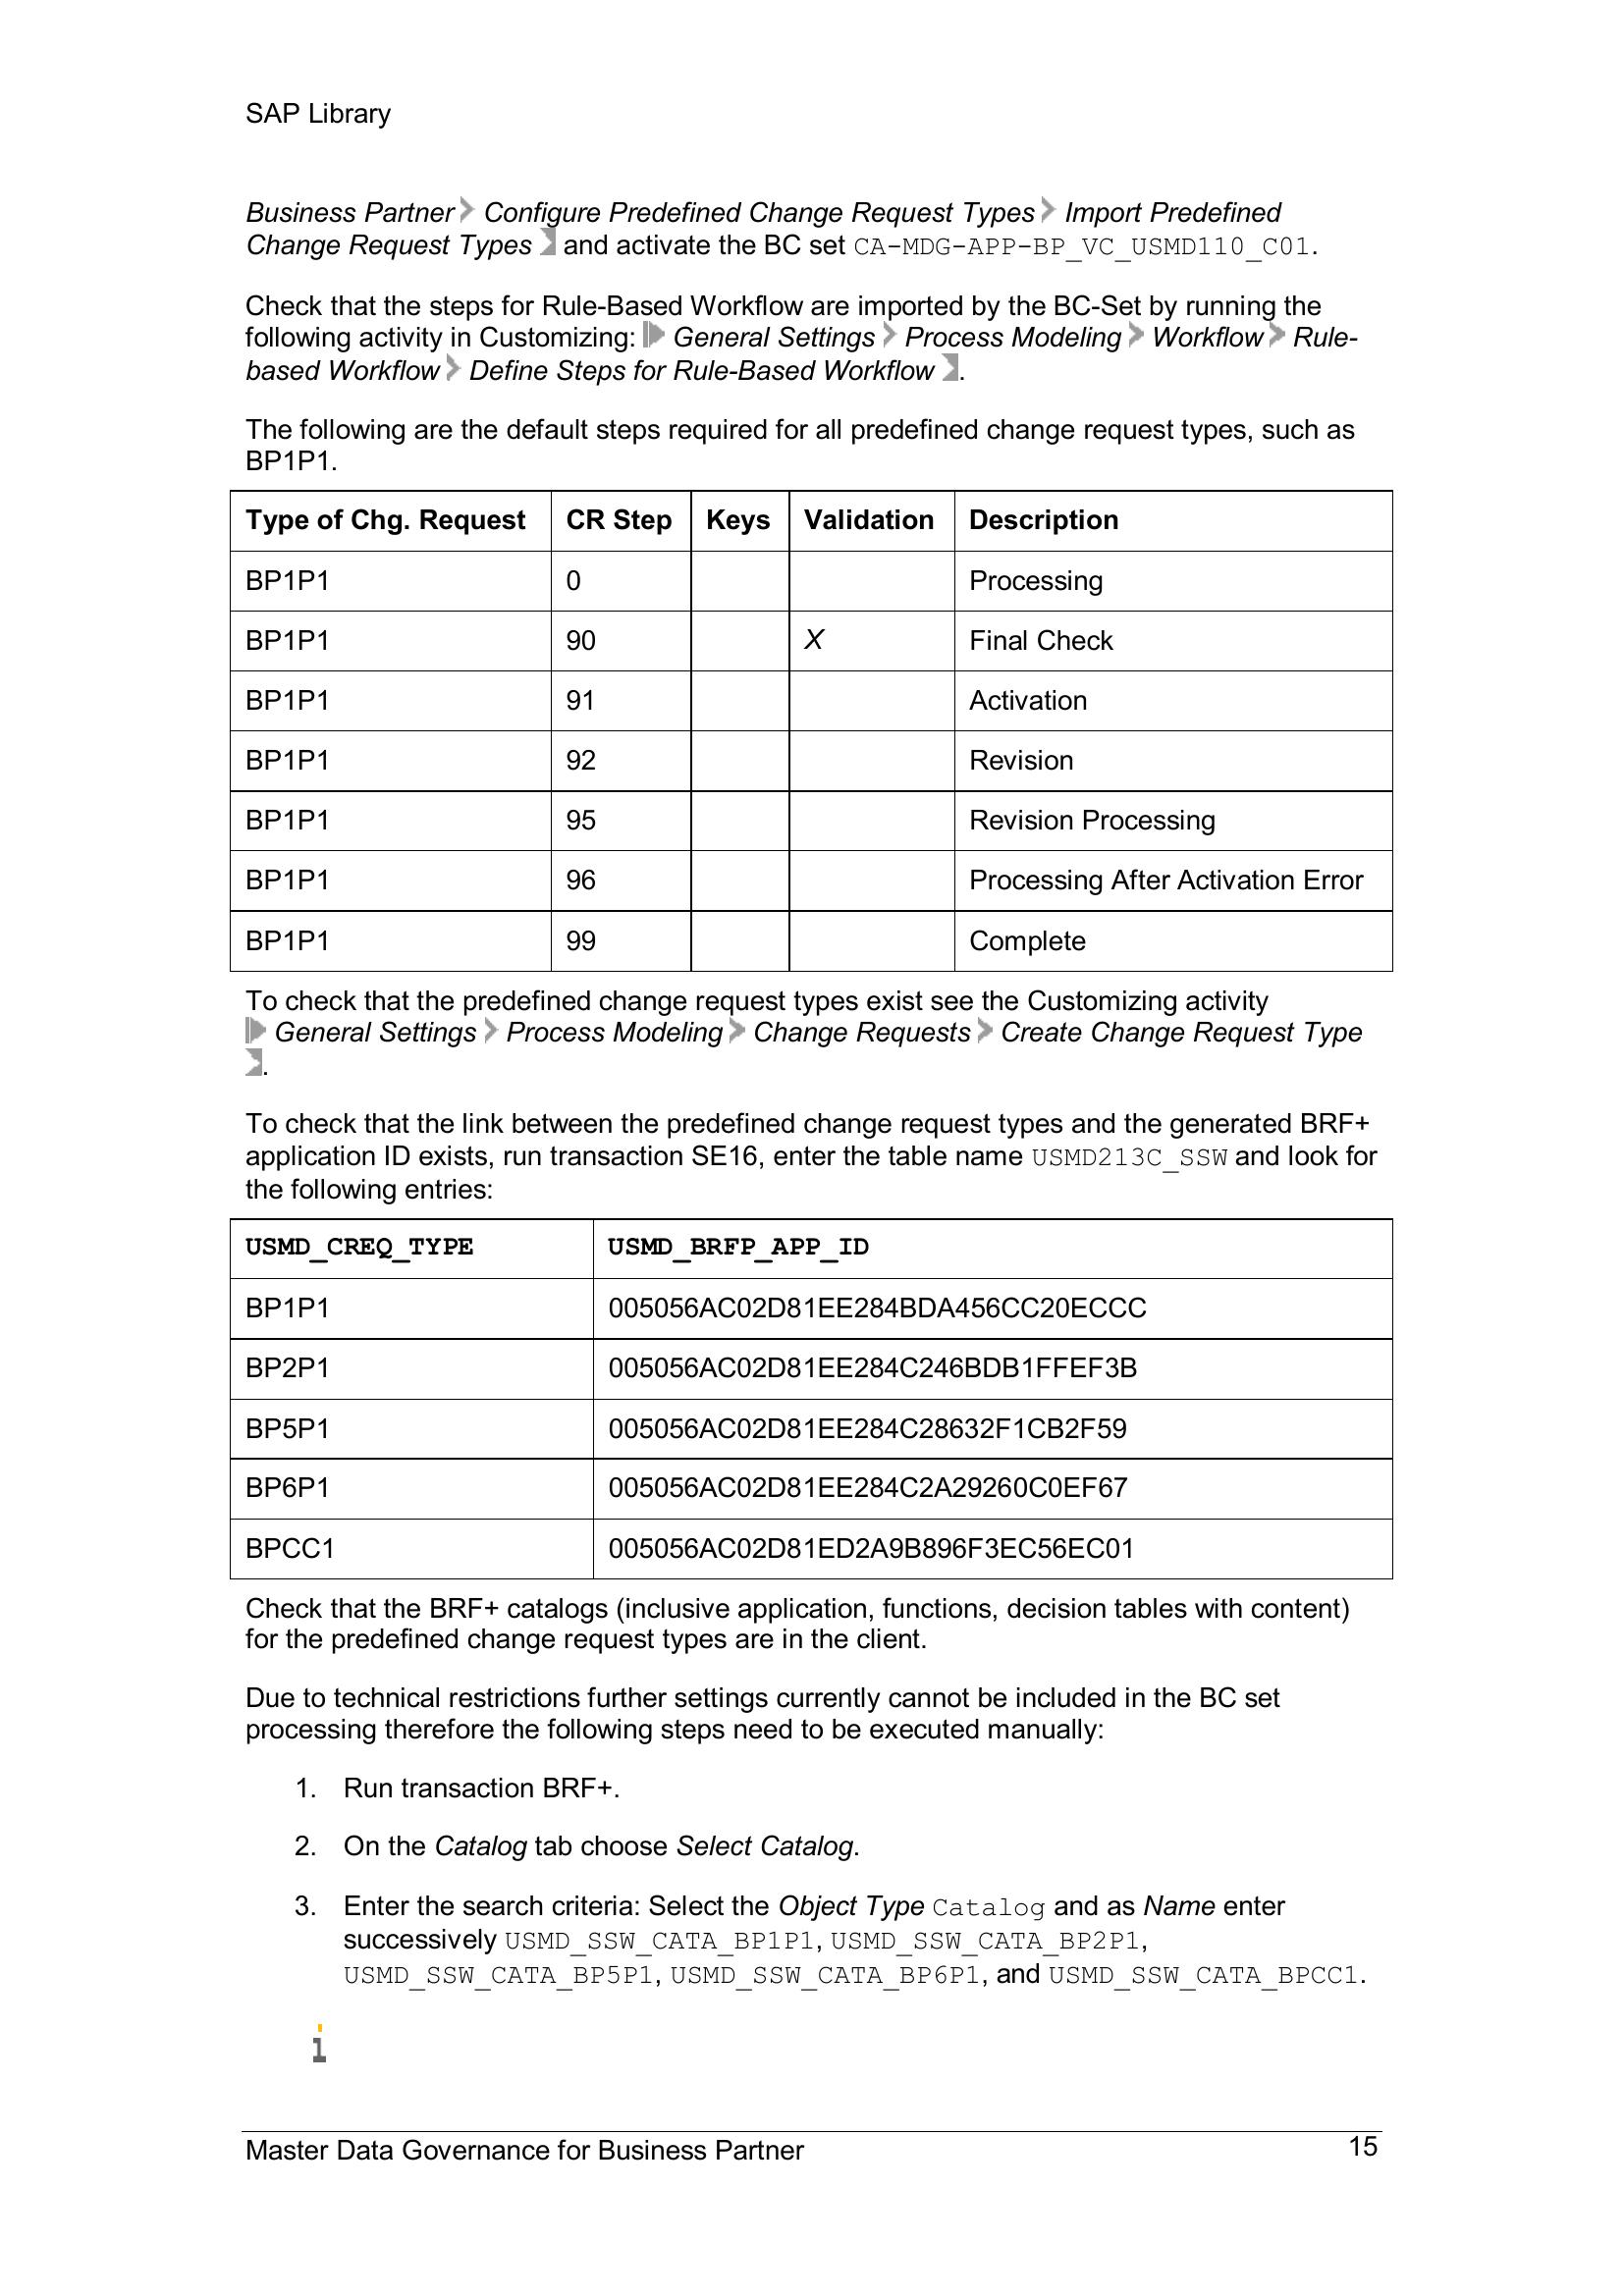 SAP Library
Business Partner Configure Predefined Change Request Types Import Predefined
Change Request Types and activate the BC set CA-MDG-APP-BP_VC_USMD110_C01.
Check that the steps for Rule-Based Workflow are imported by the BC-Set by running the
following activity in Customizing: General Settings Process Modeling Workflow Rule-
based Workflow Define Steps for Rule-Based Workflow .
The following are the default steps required for all predefined change request types, such as
BP1P1.
Type of Chg. Request CR Step Keys Validation Description
BP1P1 0 Processing
BP1P1 90 X Final Check
BP1P1 91 Activation
BP1P1 92 Revision
BP1P1 95 Revision Processing
BP1P1 96 Processing After Activation Error
BP1P1 99 Complete
To check that the predefined change request types exist see the Customizing activity
General Settings Process Modeling Change Requests Create Change Request Type
.
To check that the link between the predefined change request types and the generated BRF+
application ID exists, run transaction SE16, enter the table name USMD213C_SSW and look for
the following entries:
USMD_CREQ_TYPE USMD_BRFP_APP_ID
BP1P1 005056AC02D81EE284BDA456CC20ECCC
BP2P1 005056AC02D81EE284C246BDB1FFEF3B
BP5P1 005056AC02D81EE284C28632F1CB2F59
BP6P1 005056AC02D81EE284C2A29260C0EF67
BPCC1 005056AC02D81ED2A9B896F3EC56EC01
Check that the BRF+ catalogs (inclusive application, functions, decision tables with content)
for the predefined change request types are in the client.
Due to technical restrictions further settings currently cannot be included in the BC set
processing therefore the following steps need to be executed manually:
1. Run transaction BRF+.
2. On the Catalog tab choose Select Catalog.
3. Enter the search criteria: Select the Object Type Catalog and as Name enter
successively USMD_SSW_CATA_BP1P1, USMD_SSW_CATA_BP2P1,
USMD_SSW_CATA_BP5P1, USMD_SSW_CATA_BP6P1, and USMD_SSW_CATA_BPCC1.
Master Data Governance for Business Partner 15